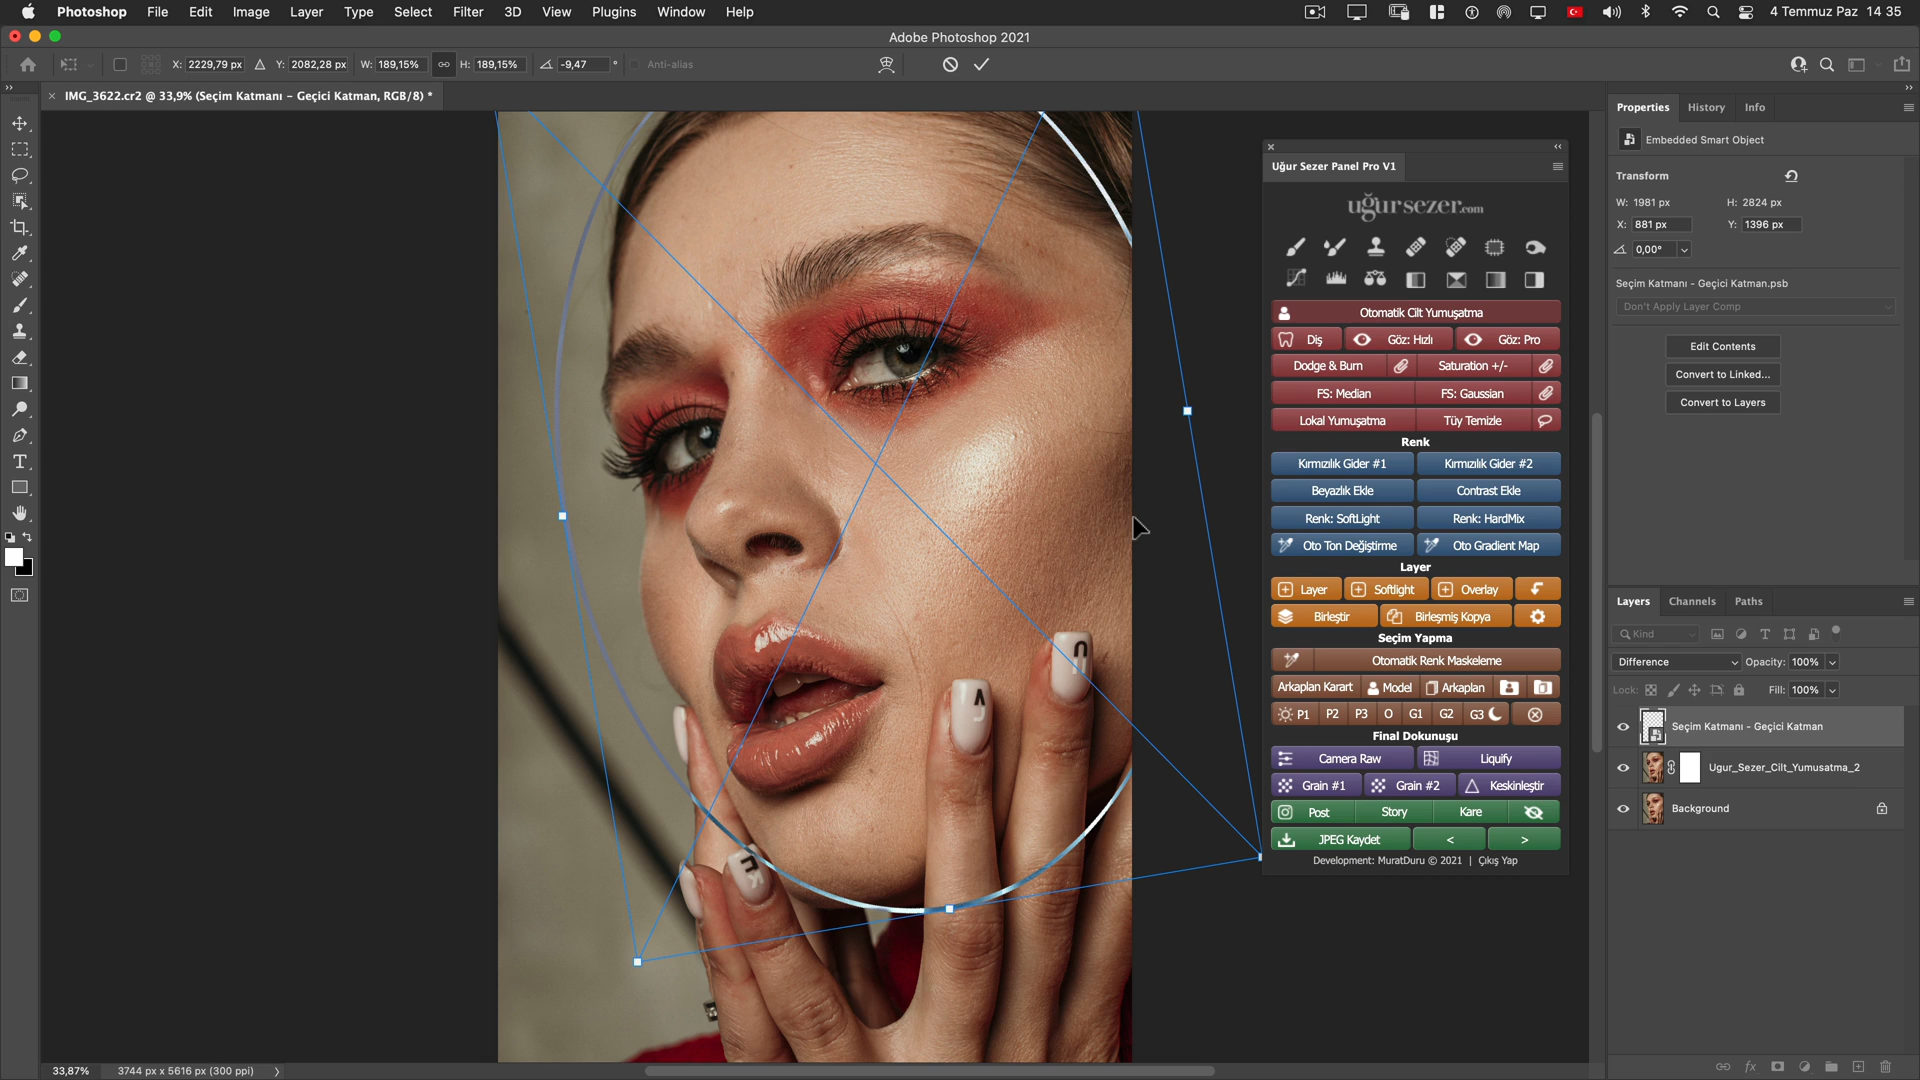 Photoshop File Edit Image Layer Type Select Filter 3D View Plugins Window Help 4 Temmuz Paz 14 35
Adobe Photoshop 2021
X: 2229,79 px Y: 2082,28 px W: 189,15% H: 189,15% -9,47 ° Anti-alias
IMG_3622.cr2 @ 33,9% (Seçim Katmanı - Geçici Katman, RGB/8) *
Uğur Sezer Panel Pro V1
uğursezer.com
Otomatik Cilt Yumuşatma
Diş Göz: Hızlı Göz: Pro
Dodge & Burn Saturation +/-
FS: Median FS: Gaussian
Lokal Yumuşatma Tüy Temizle
Renk
Kırmızılık Gider #1 Kırmızılık Gider #2
Beyazlık Ekle Contrast Ekle
Renk: SoftLight Renk: HardMix
Oto Ton Değiştirme Oto Gradient Map
Layer
Layer Softlight Overlay
Birleştir Birleşmiş Kopya
Seçim Yapma
Otomatik Renk Maskeleme
Arkaplan Karart Model Arkaplan
P1 P2 P3 O G1 G2 G3
Final Dokunuşu
Camera Raw Liquify
Grain #1 Grain #2 Keskinleştir
Post Story Kare
JPEG Kaydet < >
Development: MuratDuru © 2021 | Çıkış Yap
Properties History Info
Embedded Smart Object
Transform
W: 1981 px H: 2824 px
X: 881 px Y: 1396 px
0,00°
Seçim Katmanı - Geçici Katman.psb
Don't Apply Layer Comp
Edit Contents
Convert to Linked...
Convert to Layers
Layers Channels Paths
Kind
Difference Opacity: 100%
Lock: Fill: 100%
Seçim Katmanı - Geçici Katman
Ugur_Sezer_Cilt_Yumusatma_2
Background
33,87% 3744 px x 5616 px (300 ppi)